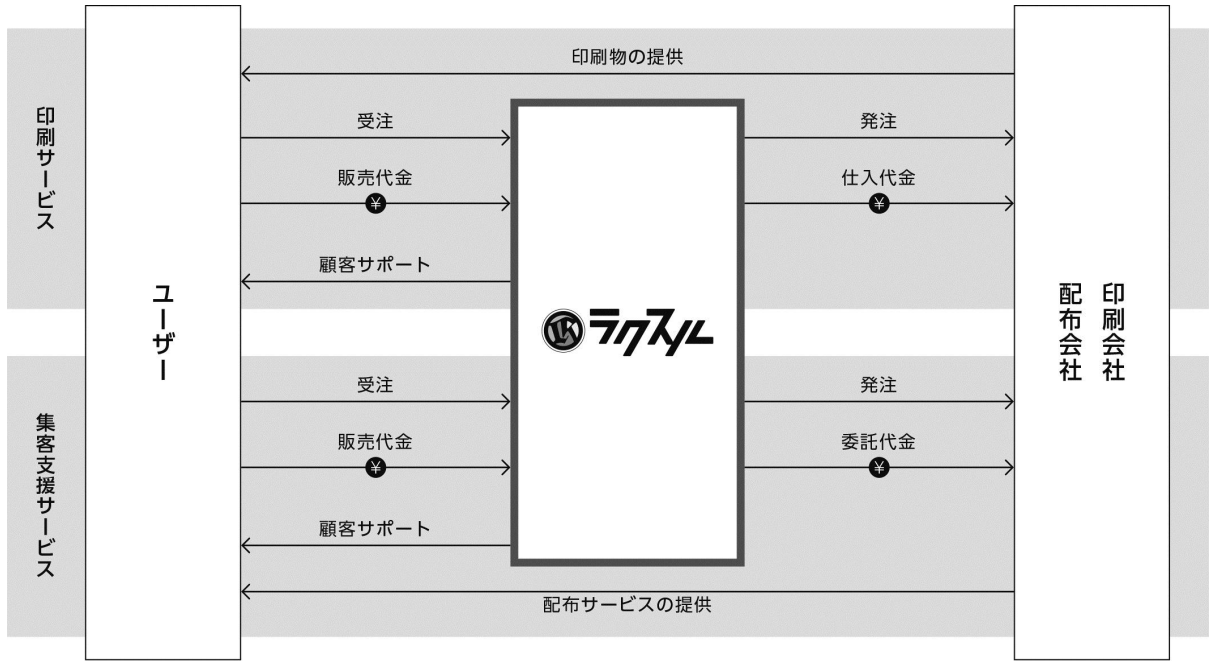 印刷サービス
集客支援サービス
ユーザー
印刷物の提供
受注
販売代金
¥
顧客サポート
発注
仕入代金
¥
ラクスル
受注
販売代金
¥
顧客サポート
発注
委託代金
¥
配布サービスの提供
印刷会社
配布会社